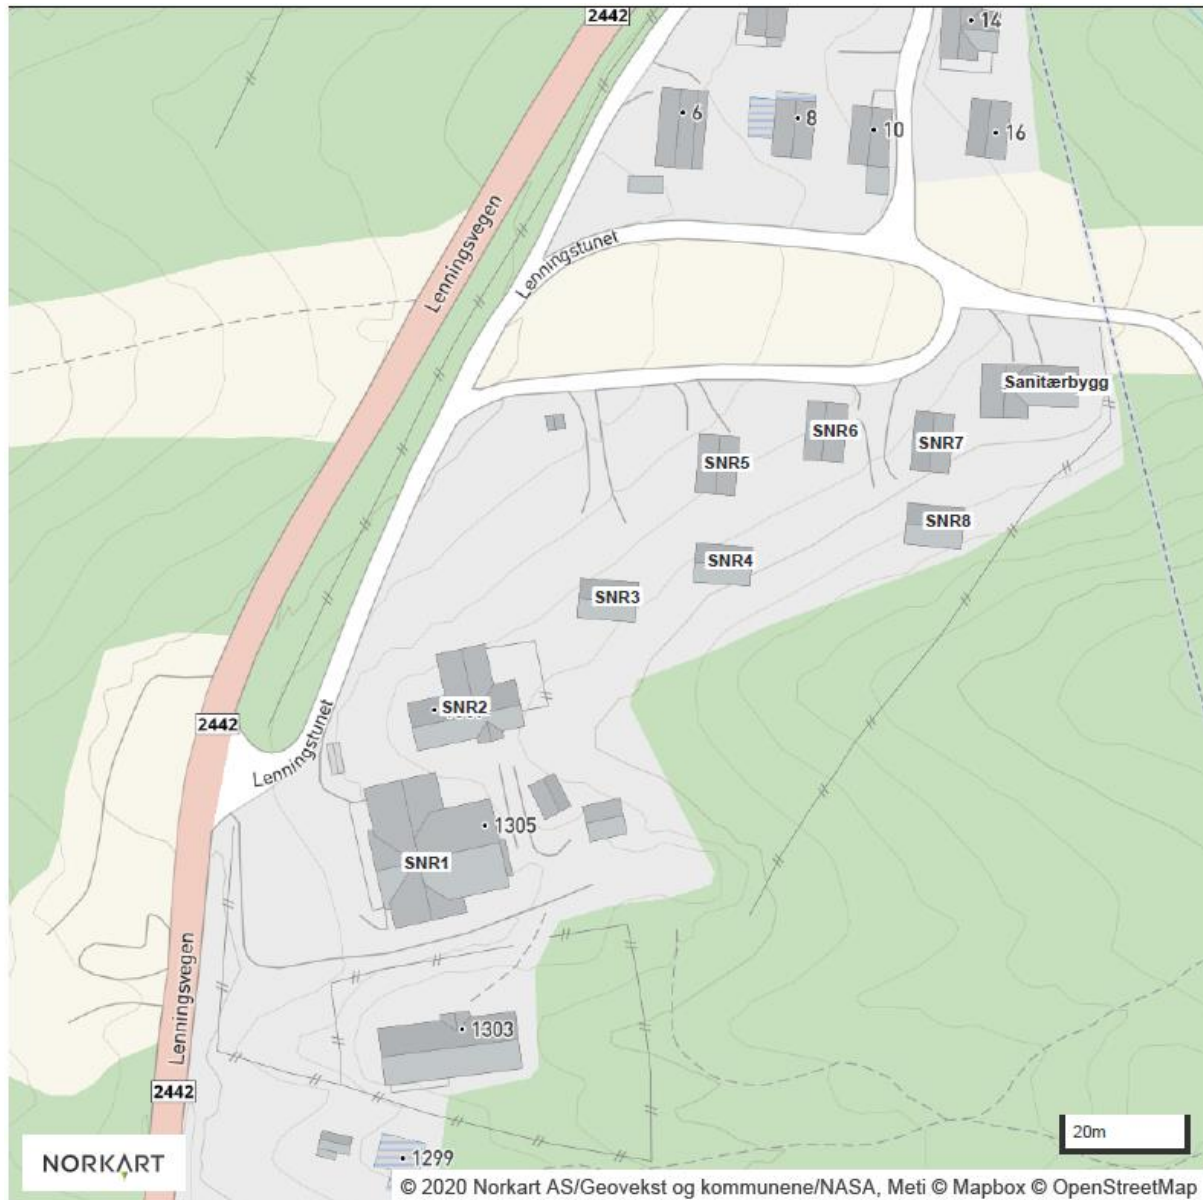 2442
14
6
8
10
16
Lenningsvegen
Lenningstunet
Sanitærbygg
SNR6
SNR7
SNR5
SNR8
SNR4
SNR3
SNR2
2442
Lenningstunet
1305
SNR1
Lenningsvegen
1303
2442
20m
1299
NORKART
© 2020 Norkart AS/Geovekst og kommunene/NASA, Meti © Mapbox © OpenStreetMap